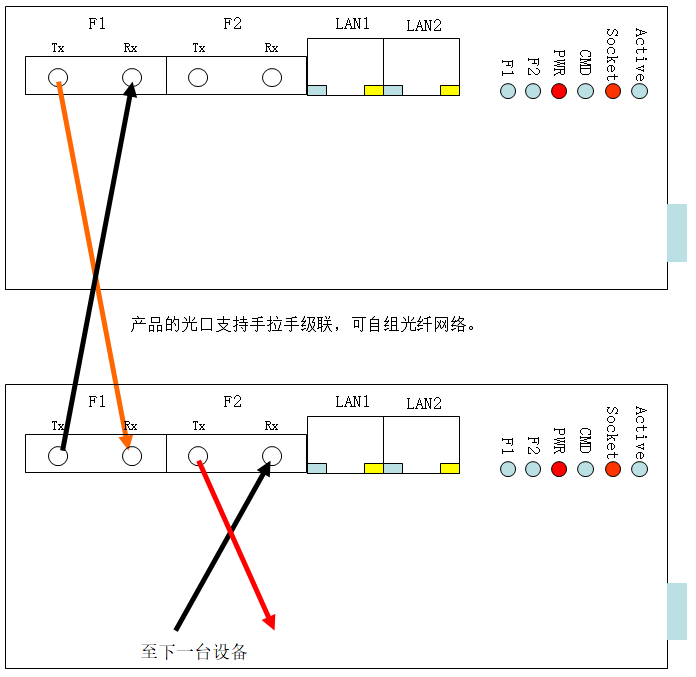 F1 F2 LAN1 LAN2
Tx Rx Tx Rx
F1 F2 PWR CMD Socket Active
产品的光口支持手拉手级联，可自组光纤网络。
F1 F2 LAN1 LAN2
Tx Rx Tx Rx
F1 F2 PWR CMD Socket Active
至下一台设备